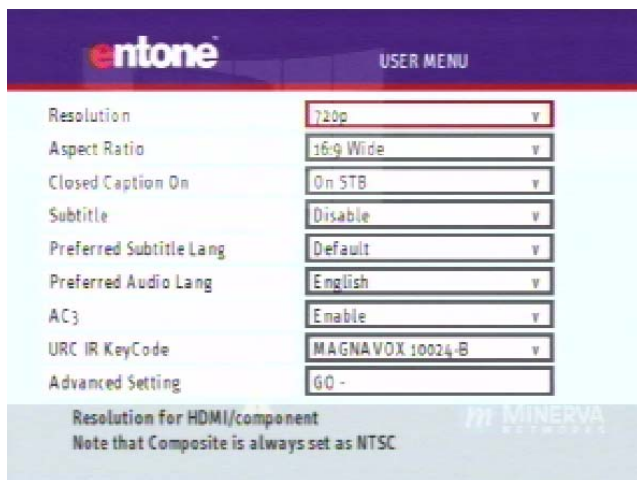 entone
USER MENU
Resolution 720p v
Aspect Ratio 16:9 Wide v
Closed Caption On On STB v
Subtitle Disable v
Preferred Subtitle Lang Default v
Preferred Audio Lang English v
AC3 Enable v
URC IR KeyCode MAGNAVOX 10024-B v
Advanced Setting GO -
Resolution for HDMI/component
Note that Composite is always set as NTSC
m MINERVA
NETWORKS